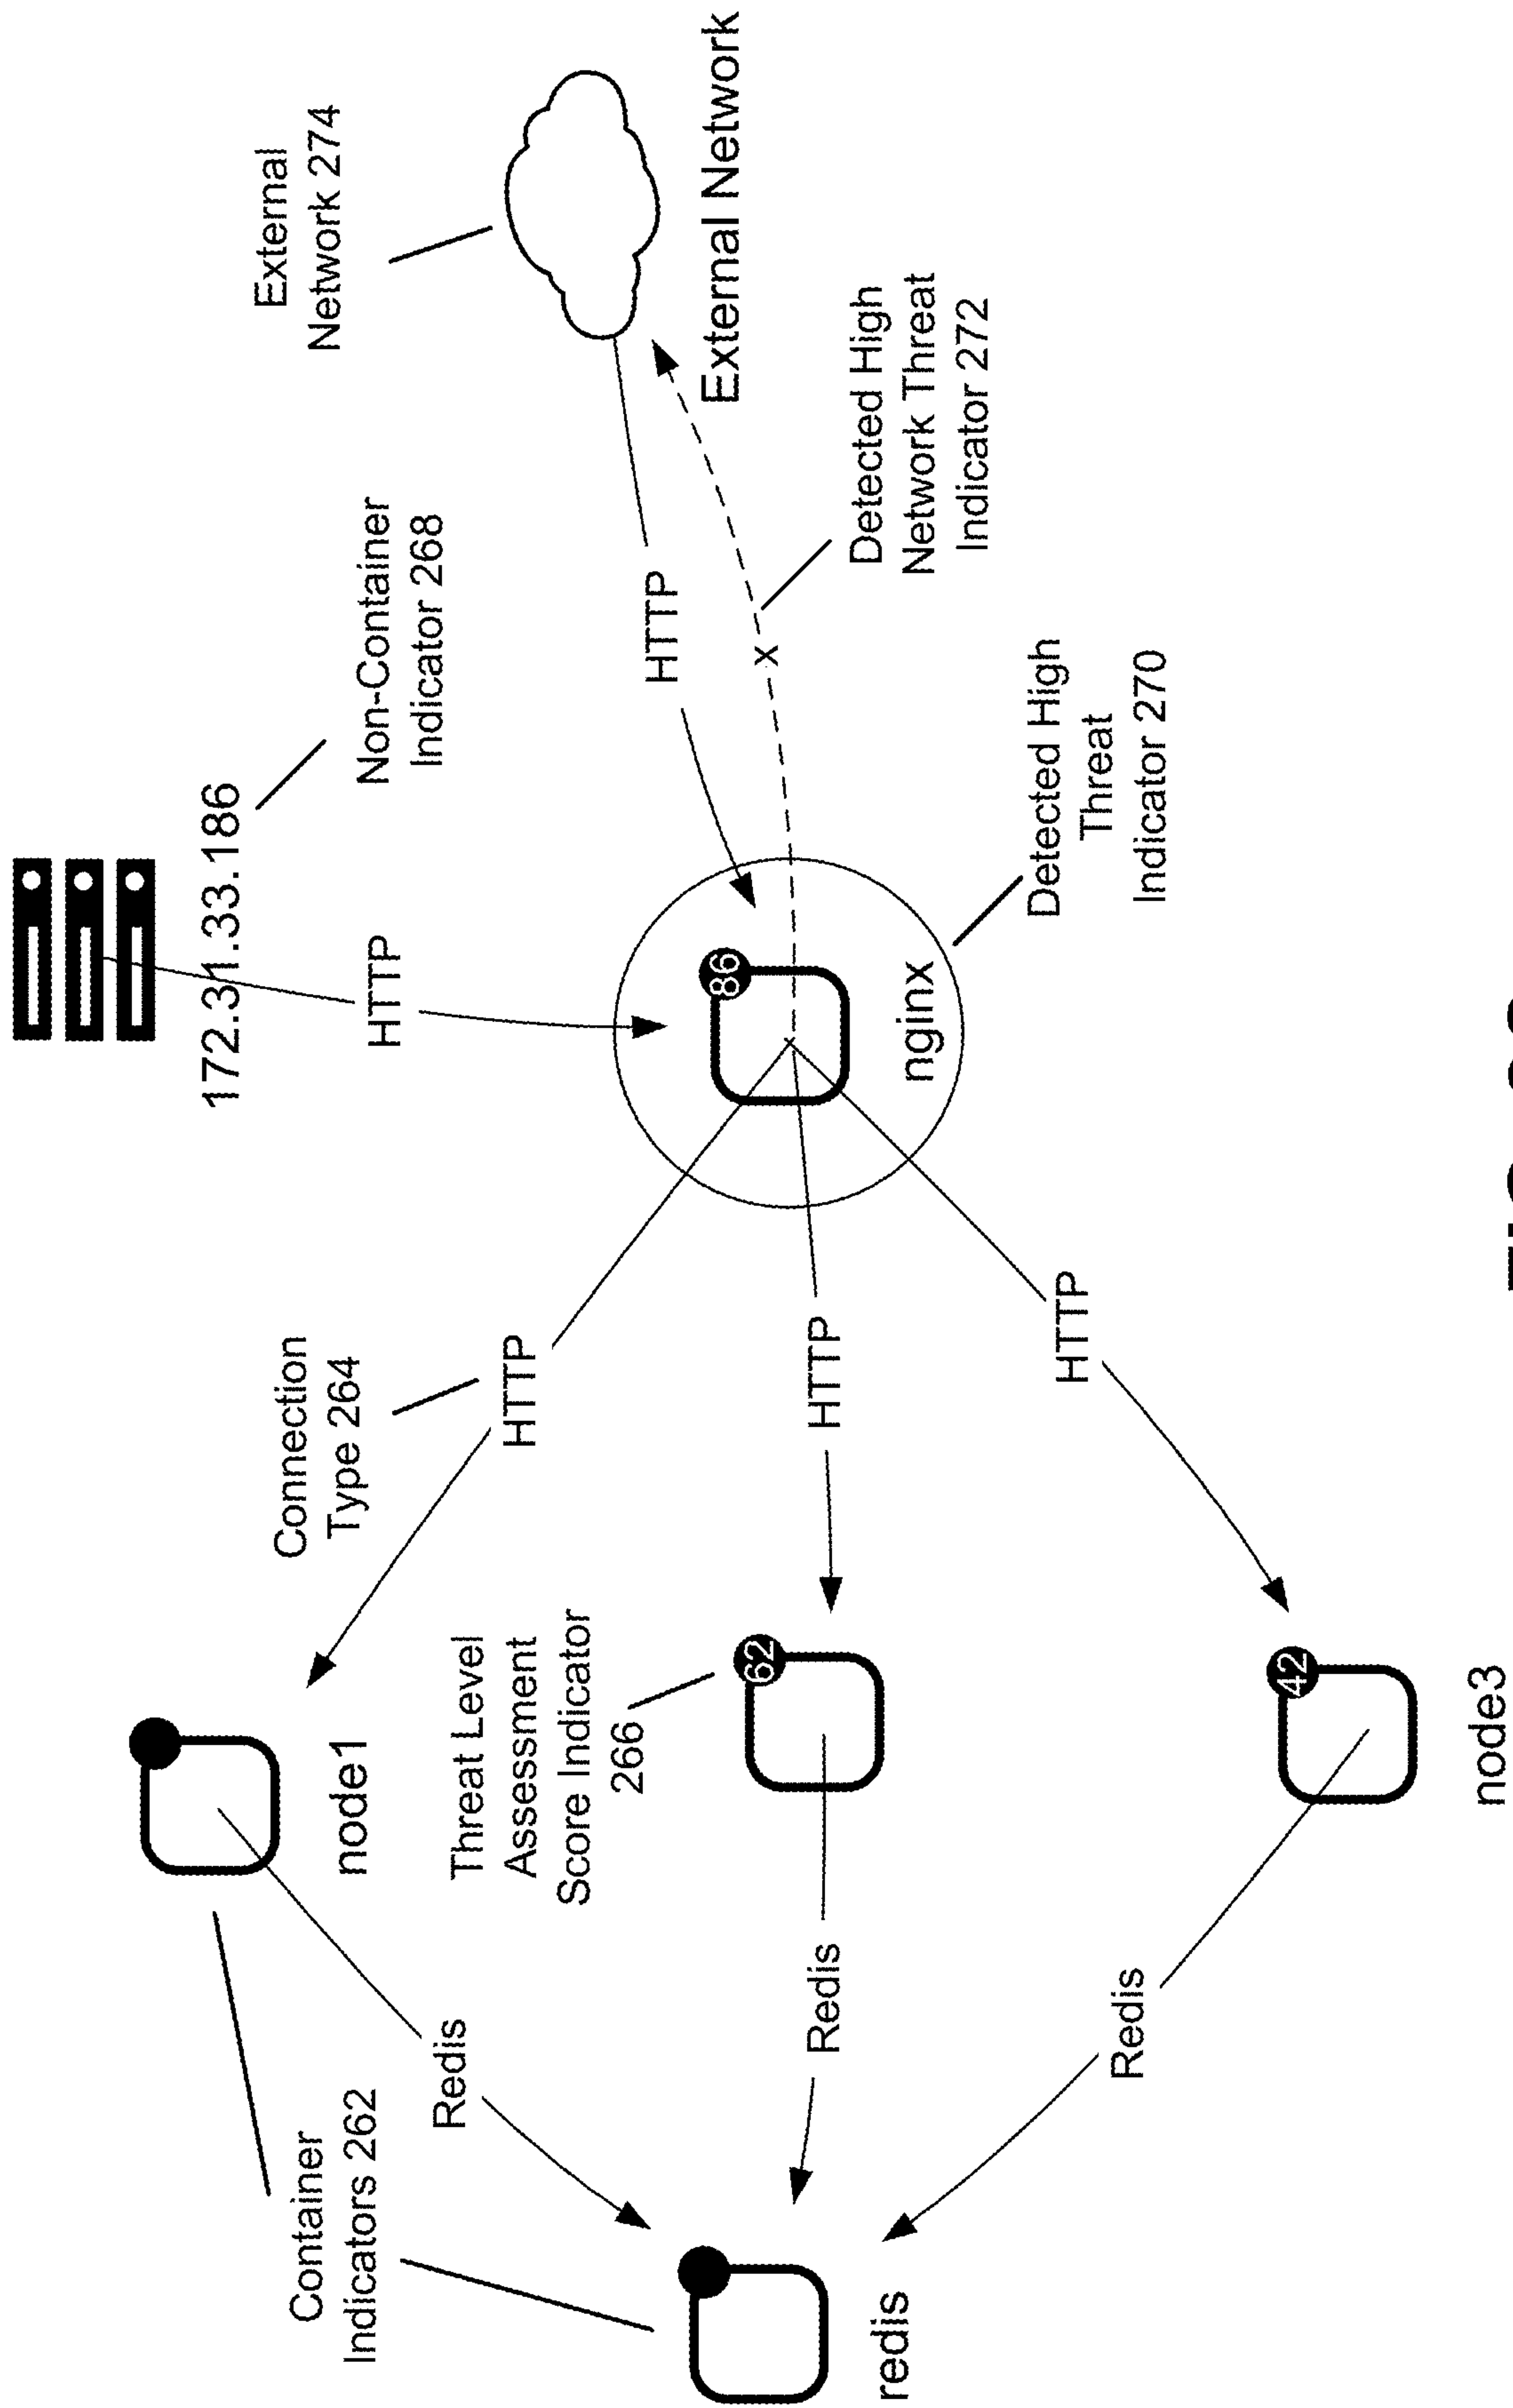 172.31.33.186
External
Network 274
Connection
Type 264
Container
Indicators 262
node1
HTTP
Non-Container
Indicator 268
Redis
Threat Level
Assessment
Score Indicator
266
HTTP
HTTP
External Network
86
62
Redis
HTTP
x
Detected High
Network Threat
Indicator 272
redis
nginx
Detected High
Threat
Indicator 270
HTTP
Redis
42
node3